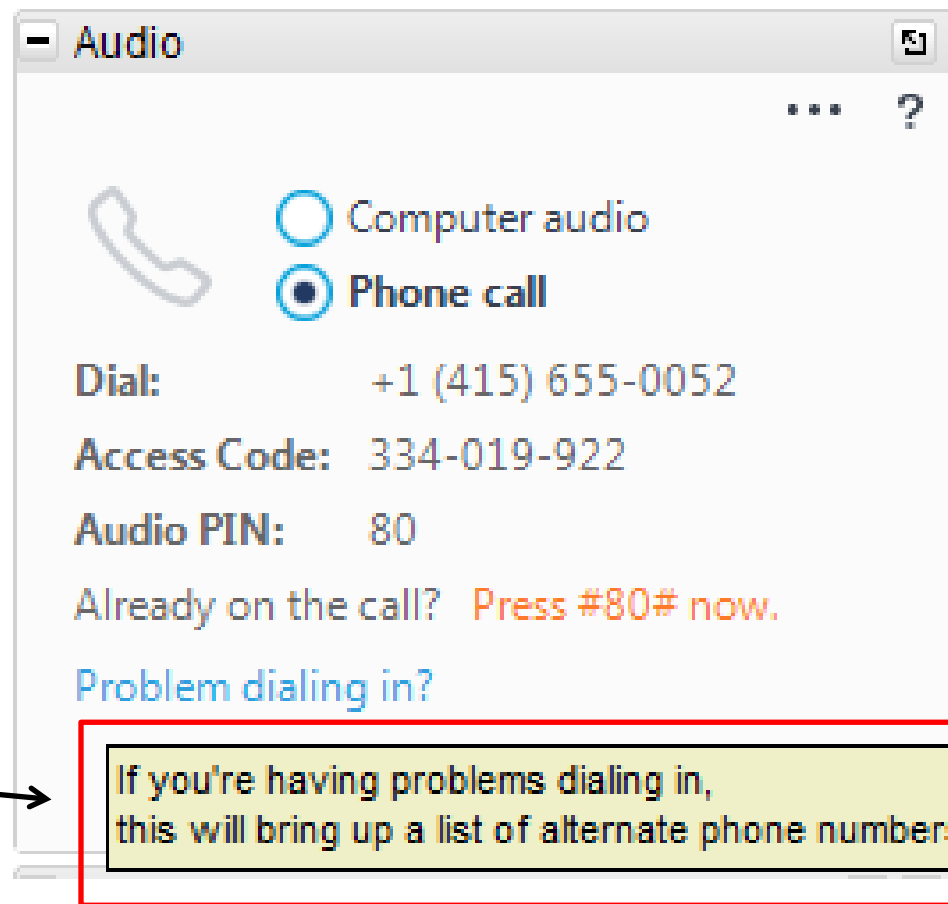 Audio
... ?
Computer audio
Phone call
Dial: +1 (415) 655-0052
Access Code: 334-019-922
Audio PIN: 80
Already on the call? Press #80# now.
Problem dialing in?
If you're having problems dialing in,
this will bring up a list of alternate phone